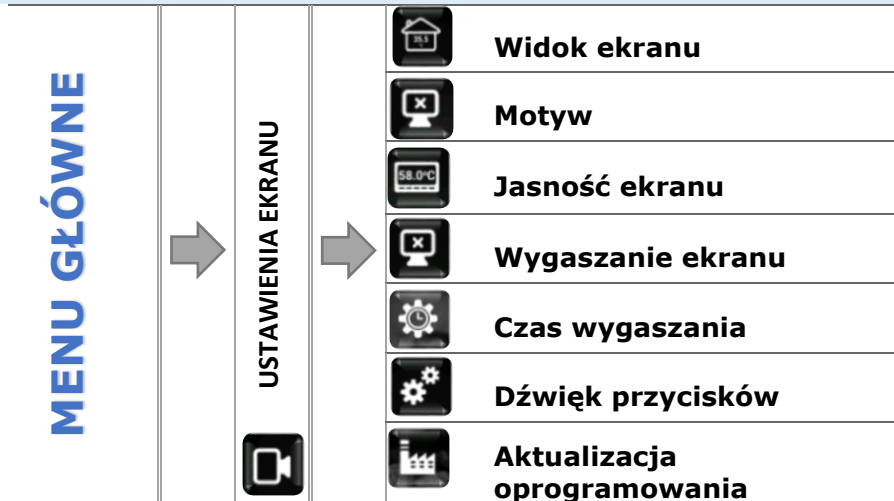 MENU GŁÓWNE
USTAWIENIA EKRANU
Widok ekranu
Motyw
58.0°C
Jasność ekranu
Wygaszanie ekranu
Czas wygaszania
Dźwięk przycisków
Aktualizacja
oprogramowania